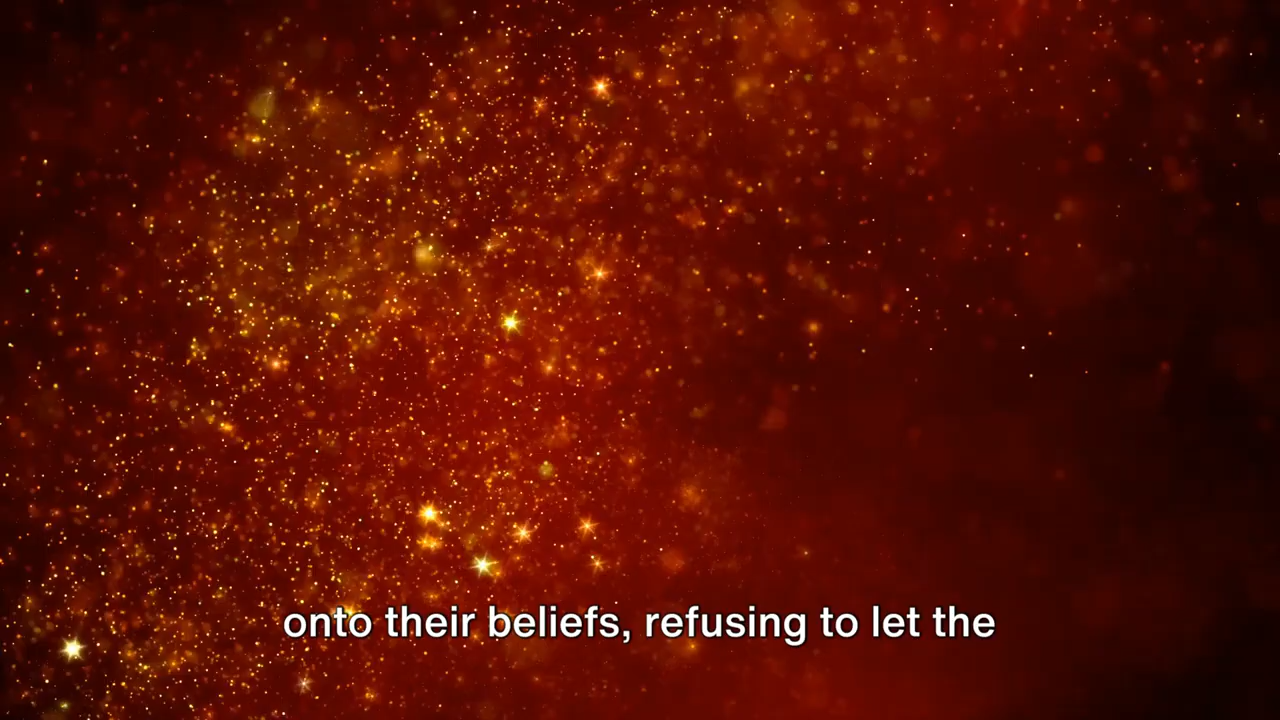 onto their beliefs, refusing to let the